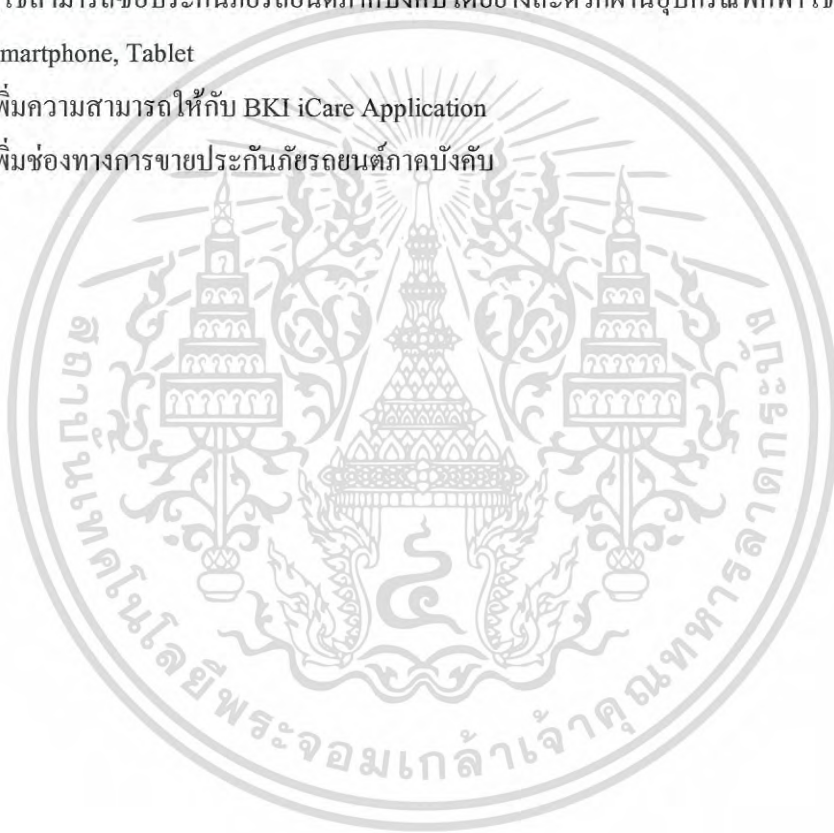 martphone, Tablet
พิ่มความสามารถให้กับ BKI iCare Application
พิ่มช่องทางการขายประกันภัยรถยนต์ภาคบังคับ
สถาบันเทคโนโลยีพระจอมเกล้าเจ้าคุณทหารลาดกระบัง